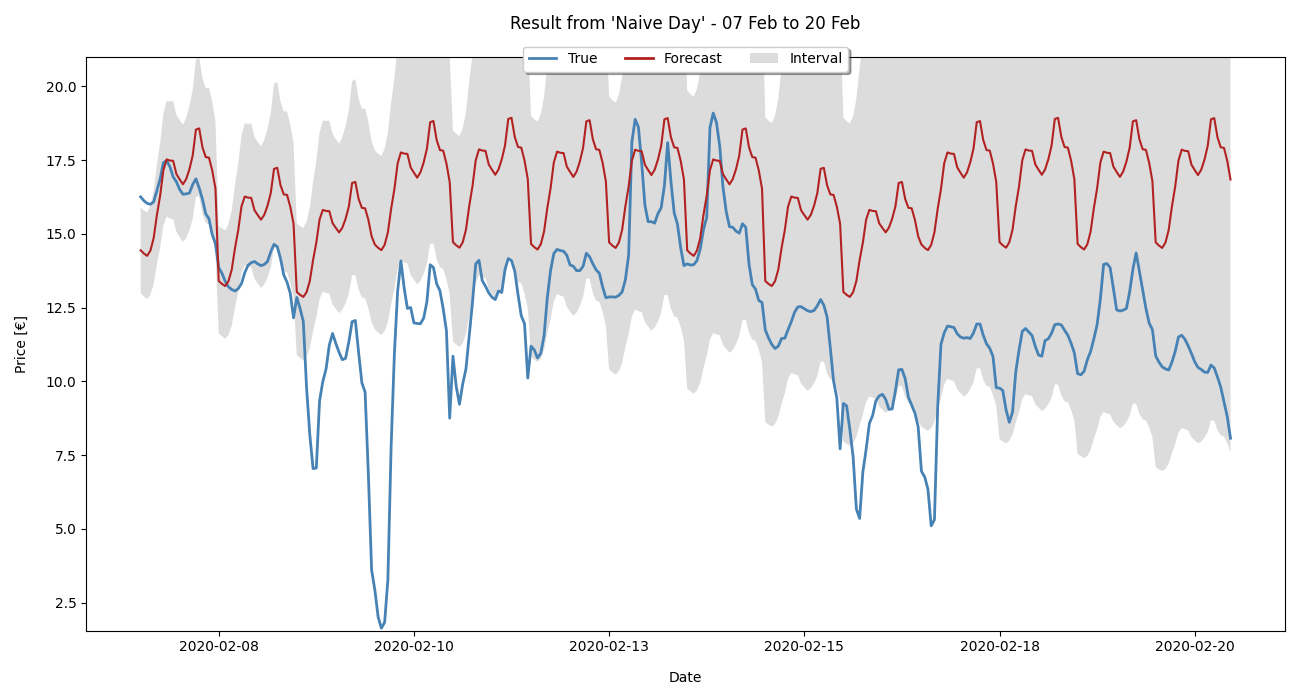 Result from 'Naive Day' - 07 Feb to 20 Feb
True Forecast Interval
20.0
17.5
15.0
12.5
10.0
7.5
5.0
2.5
Price [€]
2020-02-08 2020-02-10 2020-02-13 2020-02-15 2020-02-18 2020-02-20
Date